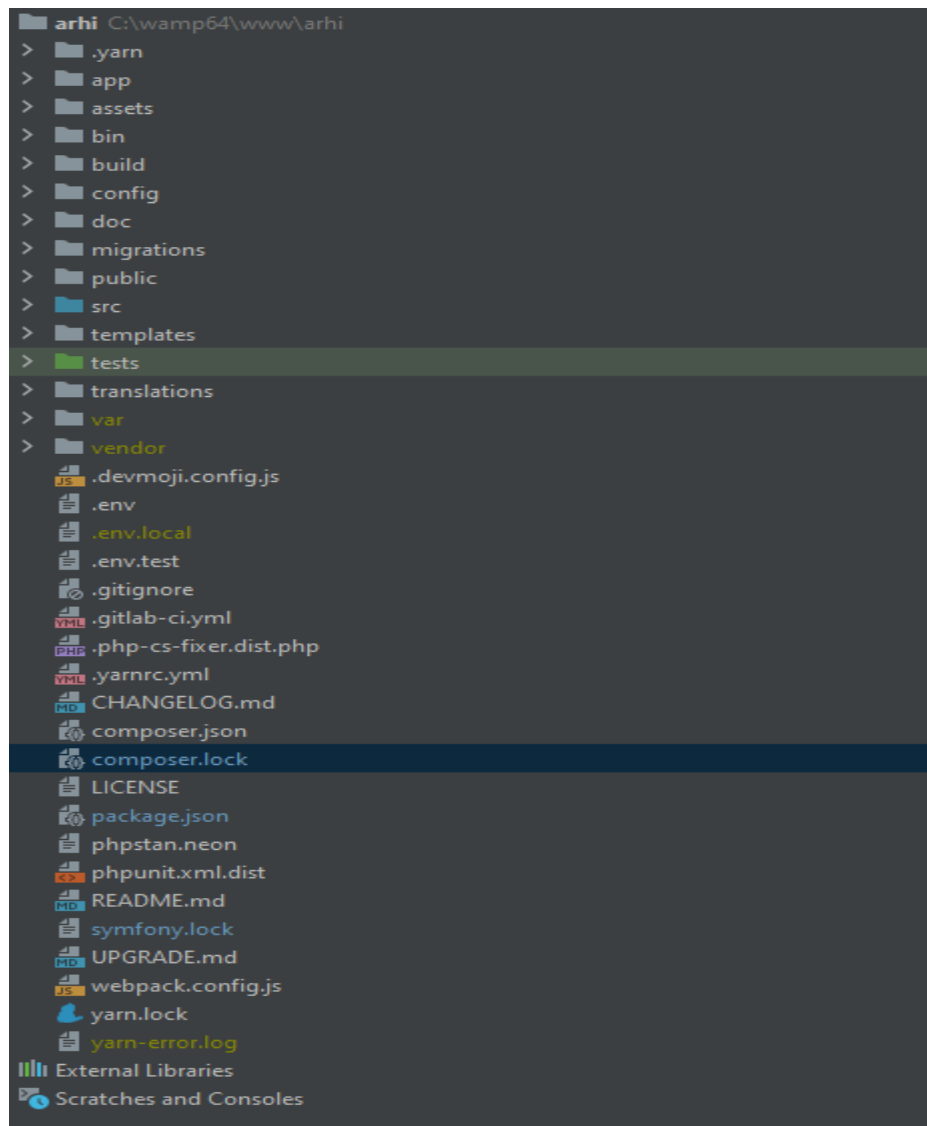 arhi C:\wamp64\www\arhi
.yarn
app
assets
bin
build
config
doc
migrations
public
src
templates
tests
translations
var
vendor
.devmoji.config.js
.env
.env.local
.env.test
.gitignore
.gitlab-ci.yml
.php-cs-fixer.dist.php
.yarnrc.yml
CHANGELOG.md
composer.json
composer.lock
LICENSE
package.json
phpstan.neon
phpunit.xml.dist
README.md
symfony.lock
UPGRADE.md
webpack.config.js
yarn.lock
yarn-error.log
External Libraries
Scratches and Consoles